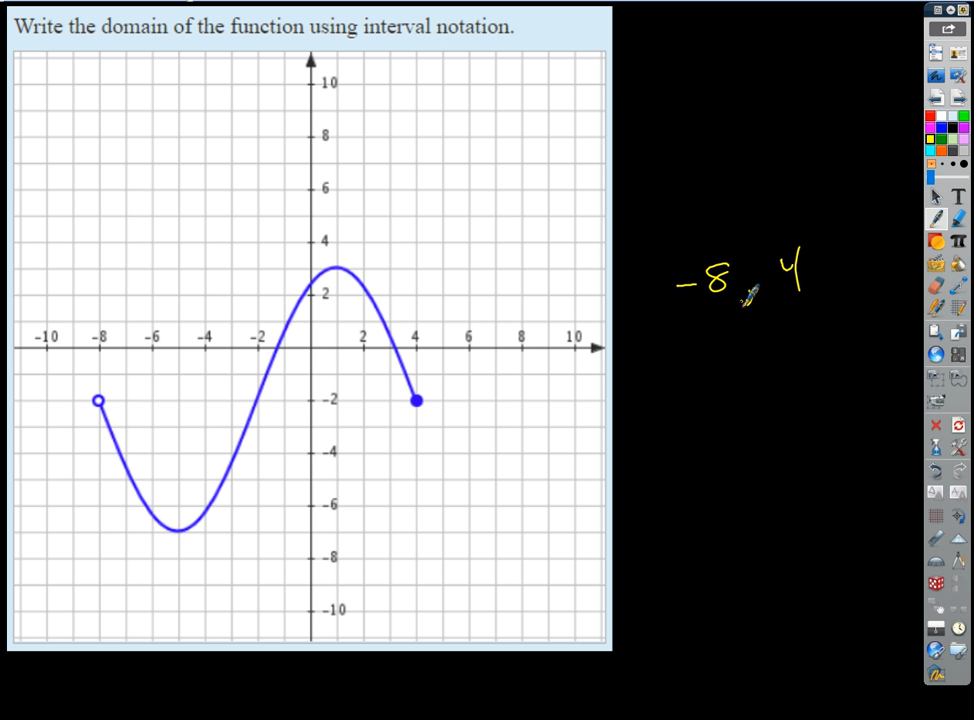 Write the domain of the function using interval notation.
10
8
6
4
-8, 4
2
-10 -8 -6 -4 -2 2 4 6 8 10
-2
-4
-6
-8
-10
T
π